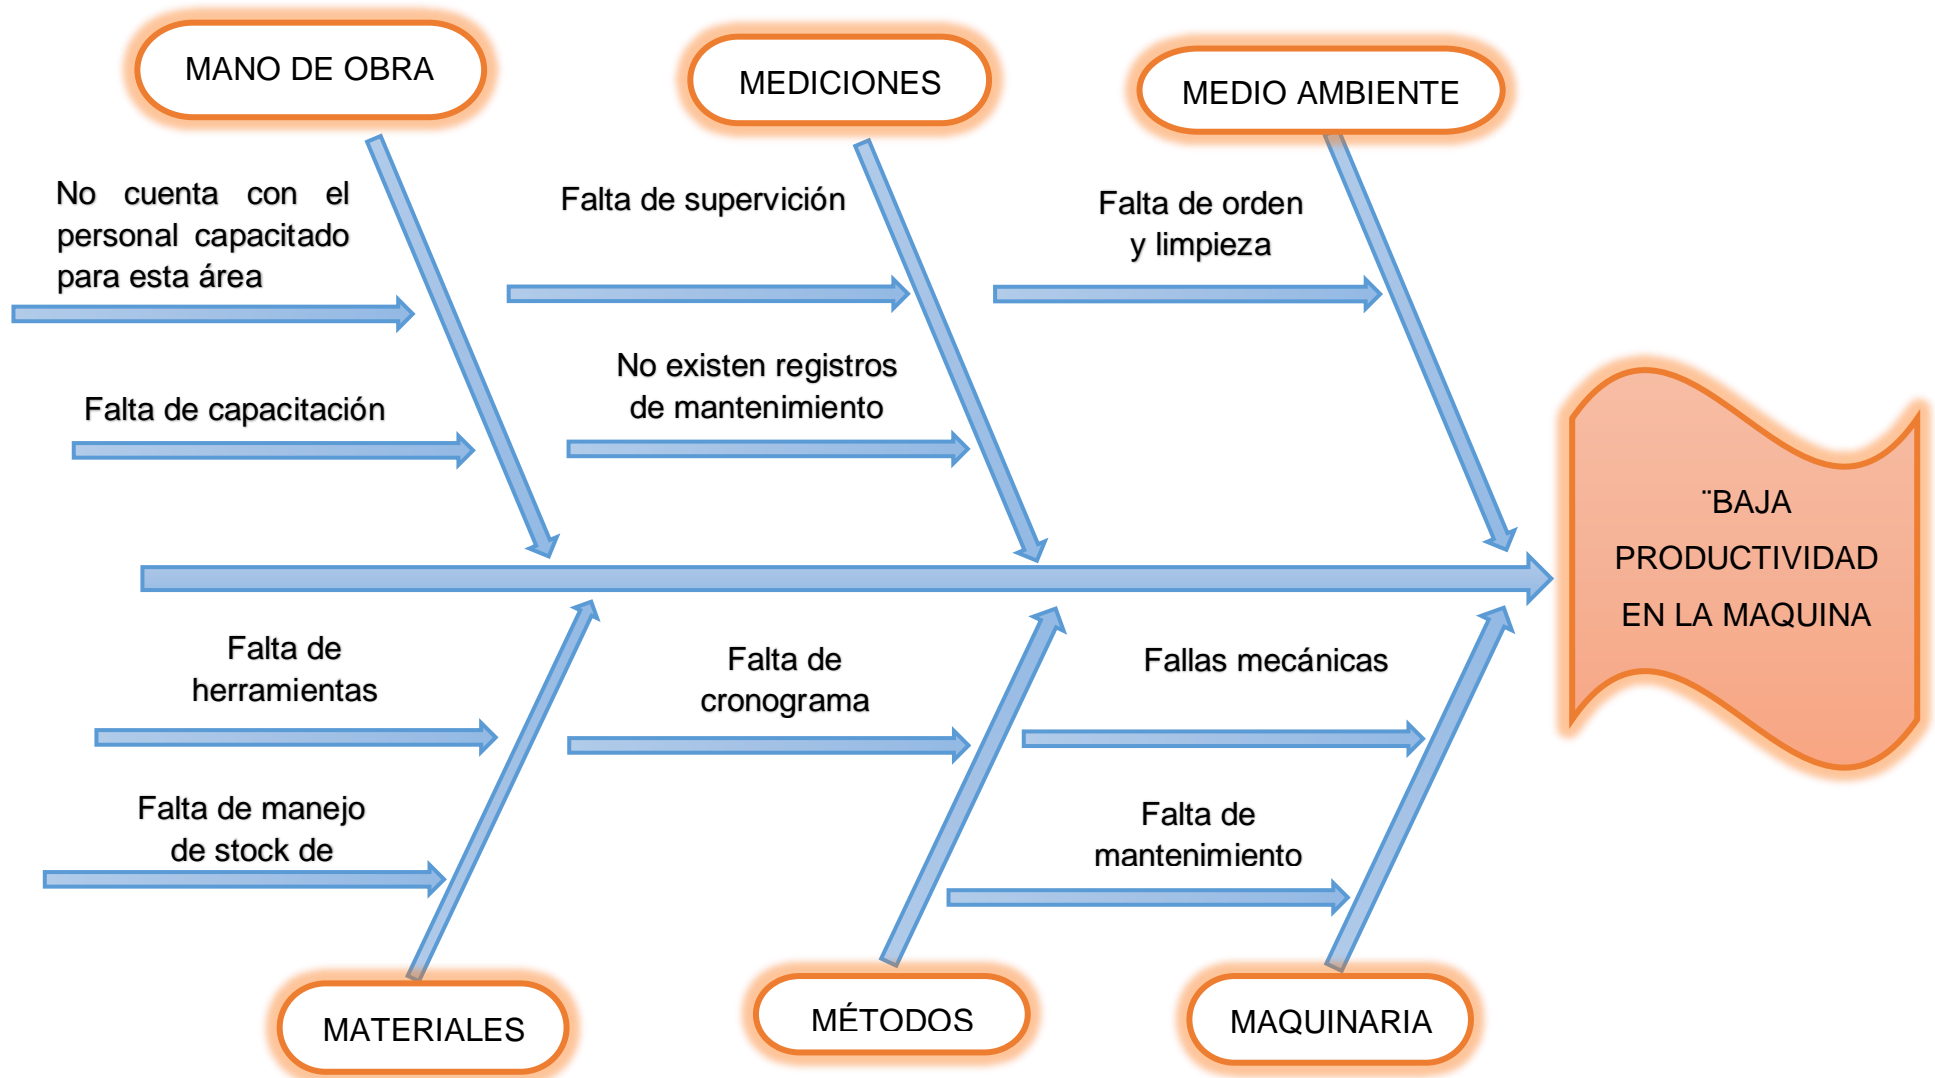 MANO DE OBRA
MEDICIONES
MEDIO AMBIENTE
No cuenta con el
personal capacitado
para esta área
Falta de supervición
Falta de orden
y limpieza
Falta de capacitación
No existen registros
de mantenimiento
¨BAJA
PRODUCTIVIDAD
EN LA MAQUINA
Falta de
herramientas
Falta de
cronograma
Fallas mecánicas
Falta de manejo
de stock de
Falta de
mantenimiento
MATERIALES
MÉTODOS
MAQUINARIA